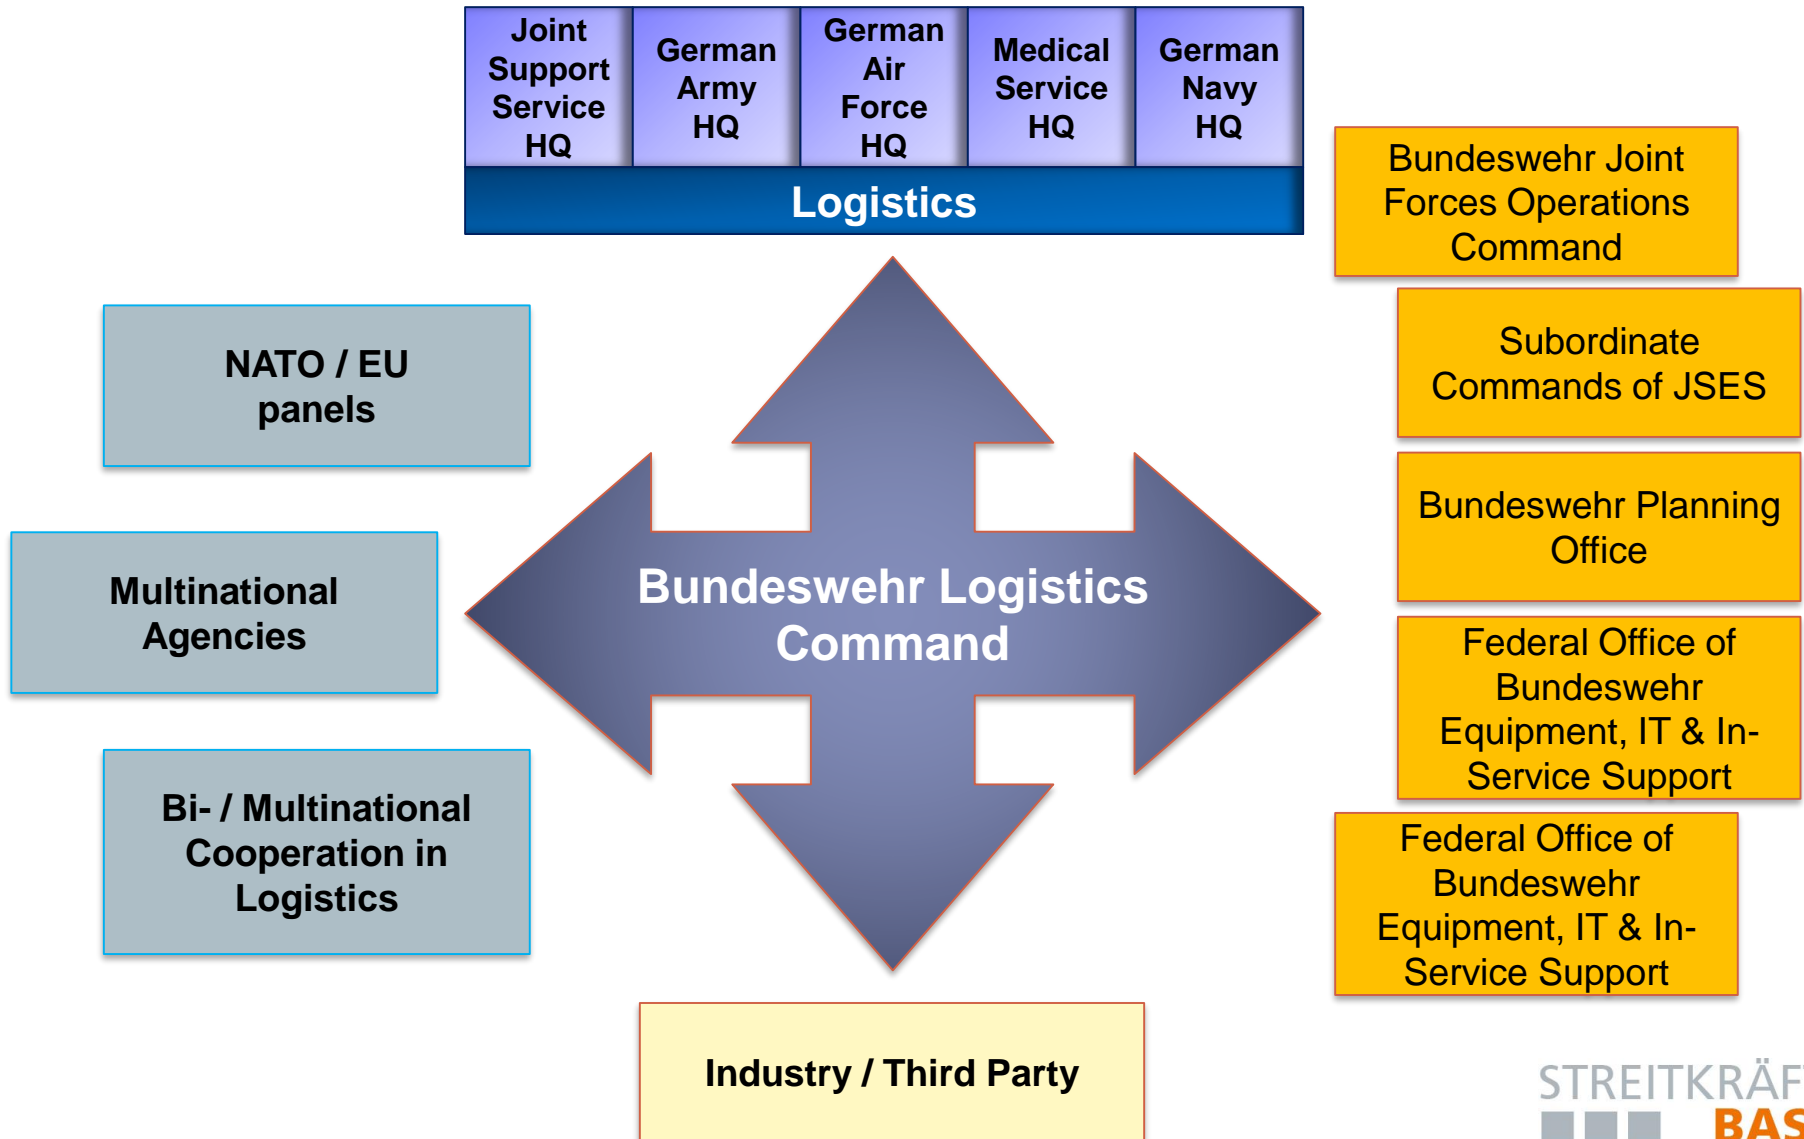 Joint
Support
Service
HQ
German
Army
HQ
German
Air
Force
HQ
Medical
Service
HQ
German
Navy
HQ
Logistics
Bundeswehr Joint
Forces Operations
Command
Subordinate
Commands of JSES
Bundeswehr Planning
Office
Federal Office of
Bundeswehr
Equipment, IT & In-
Service Support
Federal Office of
Bundeswehr
Equipment, IT & In-
Service Support
NATO / EU
panels
Multinational
Agencies
Bi- / Multinational
Cooperation in
Logistics
Bundeswehr Logistics
Command
Industry / Third Party
STREITKRÄF
BAS